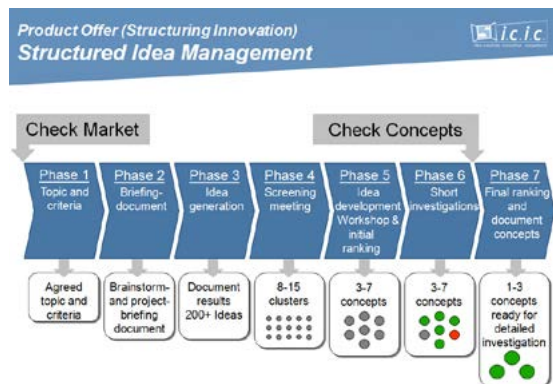 Product Offer (Structuring Innovation)
Structured Idea Management
i.c.i.c.
Check Market
Check Concepts
Phase 1
Topic and
criteria
Phase 2
Briefing-
document
Phase 3
Idea
generation
Phase 4
Screening
meeting
Phase 5
Idea
development
Workshop &
initial
ranking
Phase 6
Short
investigations
Phase 7
Final ranking
and
document
concepts
Agreed
topic and
criteria
Brainstorm-
and project-
briefing
document
Document
results
200+ Ideas
8-15
clusters
3-7
concepts
3-7
concepts
1-3
concepts
ready for
detailed
investigation